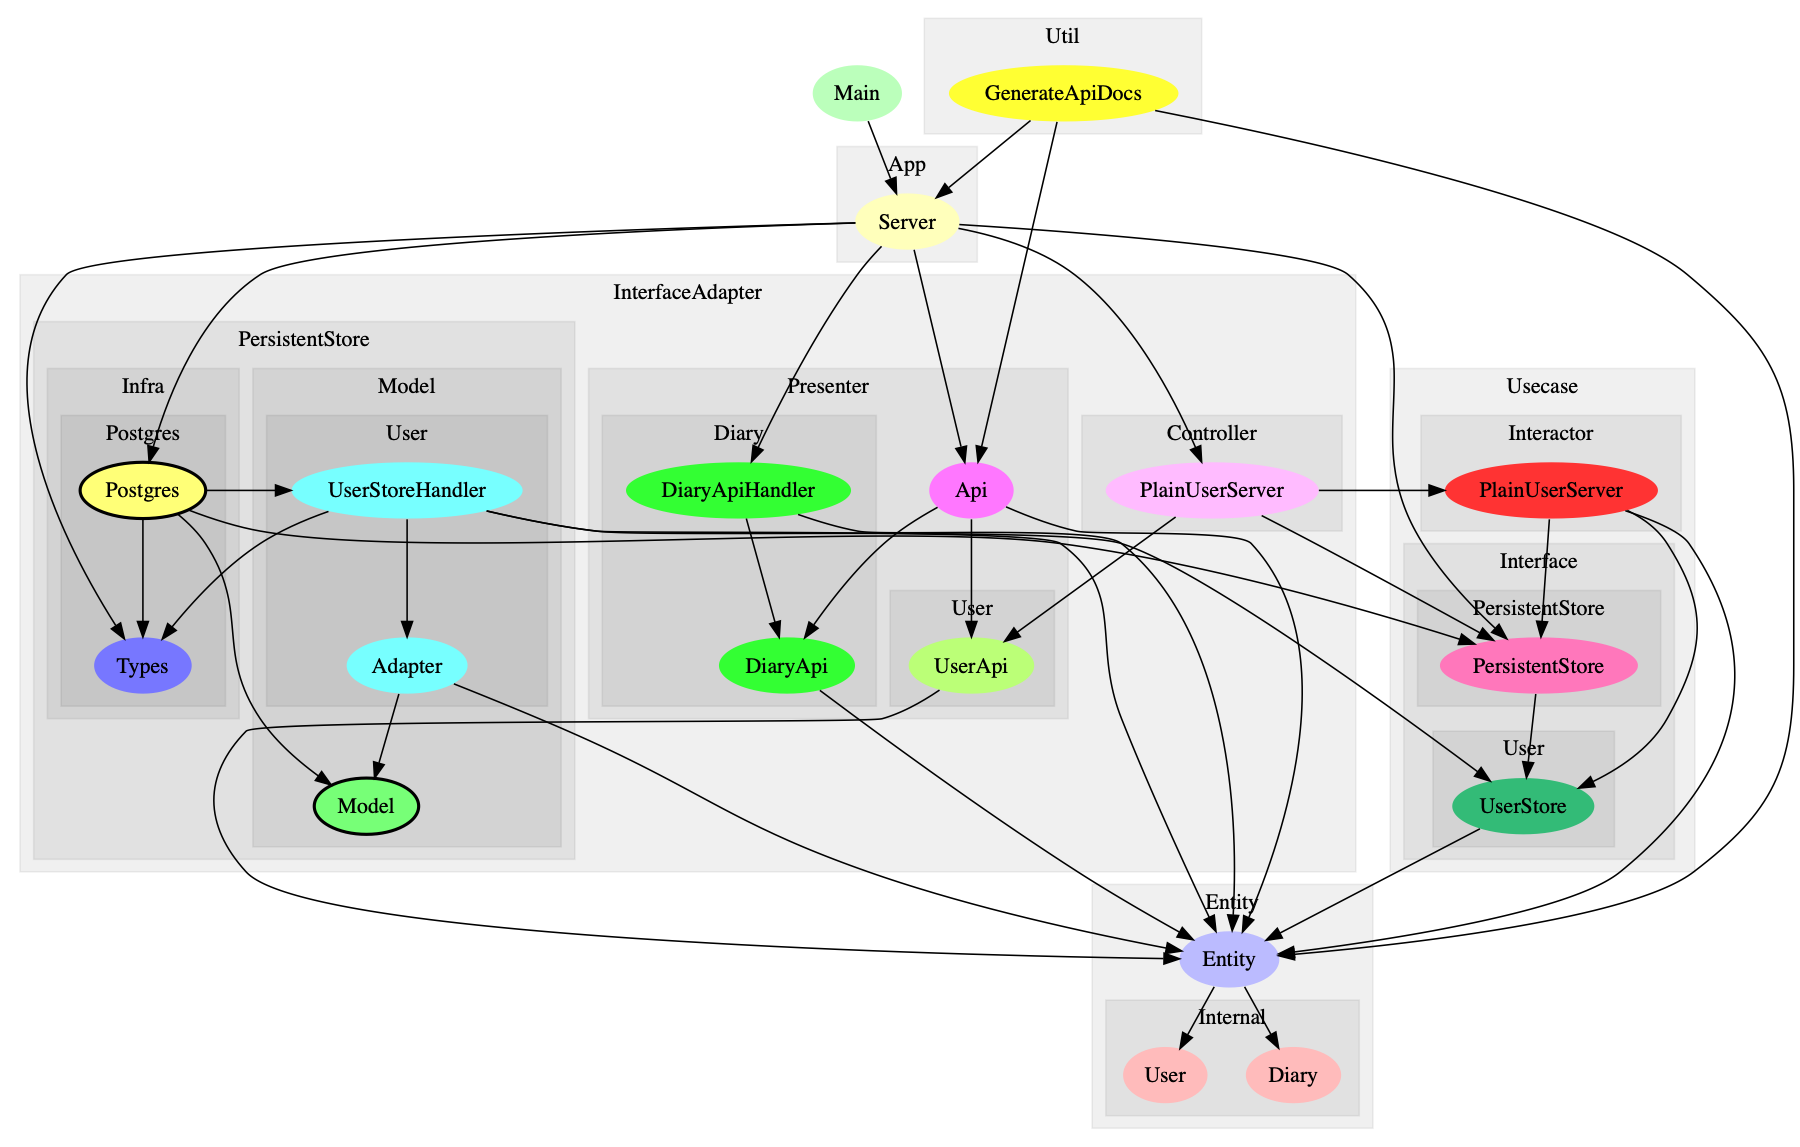 Util
Main
GenerateApiDocs
App
Server
InterfaceAdapter
PersistentStore
Infra
Model
Presenter
Usecase
Postgres
User
Diary
Controller
Interactor
Postgres
UserStoreHandler
DiaryApiHandler
Api
PlainUserServer
PlainUserServer
Interface
User
PersistentStore
Types
Adapter
DiaryApi
UserApi
PersistentStore
User
Model
UserStore
Entity
Entity
Internal
User
Diary